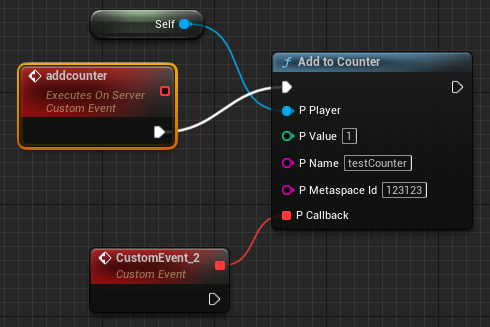 Self
addcounter
Executes On Server
Custom Event
f Add to Counter
P Player
P Value 1
P Name testCounter
P Metaspace Id 123123
P Callback
CustomEvent_2
Custom Event